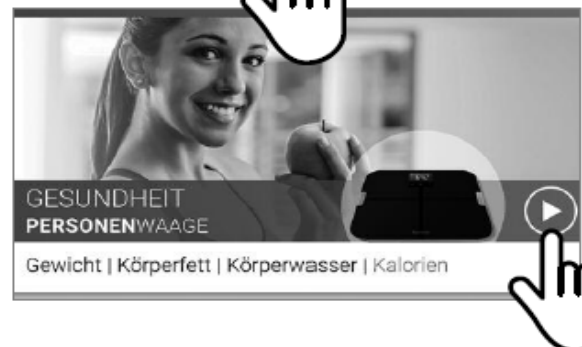 GESUNDHEIT
PERSONENWAAGE
Gewicht | Körperfett | Körperwasser | Kalorien